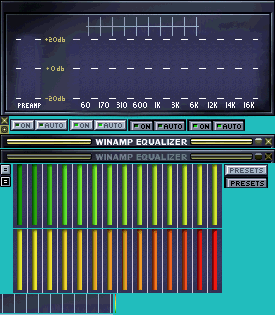 +20db
+0db
-20db
PREAMP 60 170 310 600 1K 3K 6K 12K 14K 16K
ON AUTO ON AUTO ON AUTO ON AUTO
WINAMP EQUALIZER
WINAMP EQUALIZER
PRESETS
PRESETS